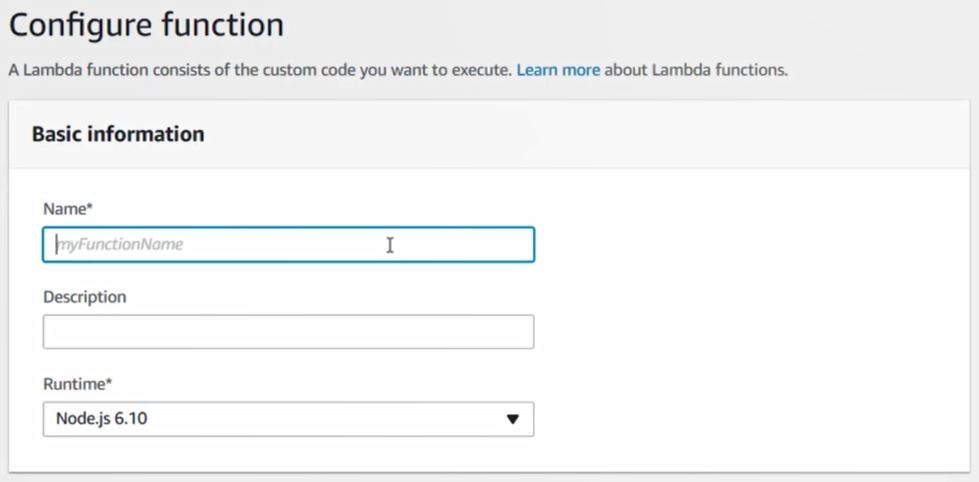 Configure function
A Lambda function consists of the custom code you want to execute. Learn more about Lambda functions.
Basic information
Name*
myFunctionName
Description
Runtime*
Node.js 6.10